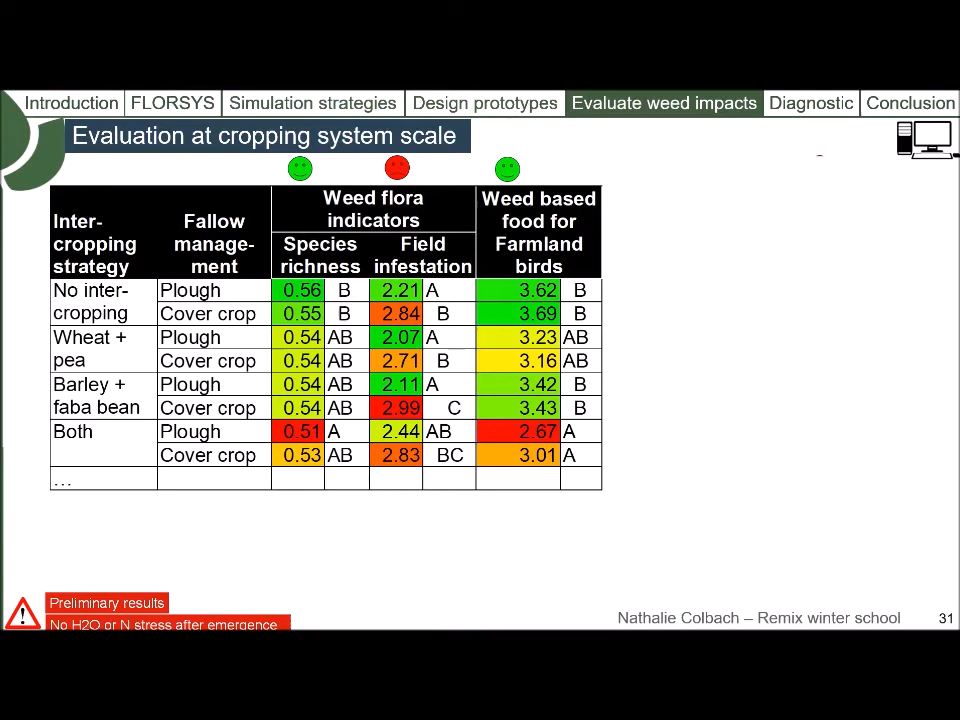 Introduction FLORSYS Simulation strategies Design prototypes Evaluate weed impacts Diagnostic Conclusion
Evaluation at cropping system scale
Inter-
cropping
strategy
Fallow
manage-
ment
Weed flora
indicators
Species
richness
Field
infestation
Weed based
food for
Farmland
birds
No inter-
cropping
Plough 0.56 B 2.21 A 3.62 B
Cover crop 0.55 B 2.84 B 3.69 B
Wheat +
pea
Plough 0.54 AB 2.07 A 3.23 AB
Cover crop 0.54 AB 2.71 B 3.16 AB
Barley +
faba bean
Plough 0.54 AB 2.11 A 3.42 B
Cover crop 0.54 AB 2.99 C 3.43 B
Both Plough 0.51 A 2.44 AB 2.67 A
Cover crop 0.53 AB 2.83 BC 3.01 A
...
Preliminary results
No H2O or N stress after emergence
Nathalie Colbach – Remix winter school 31